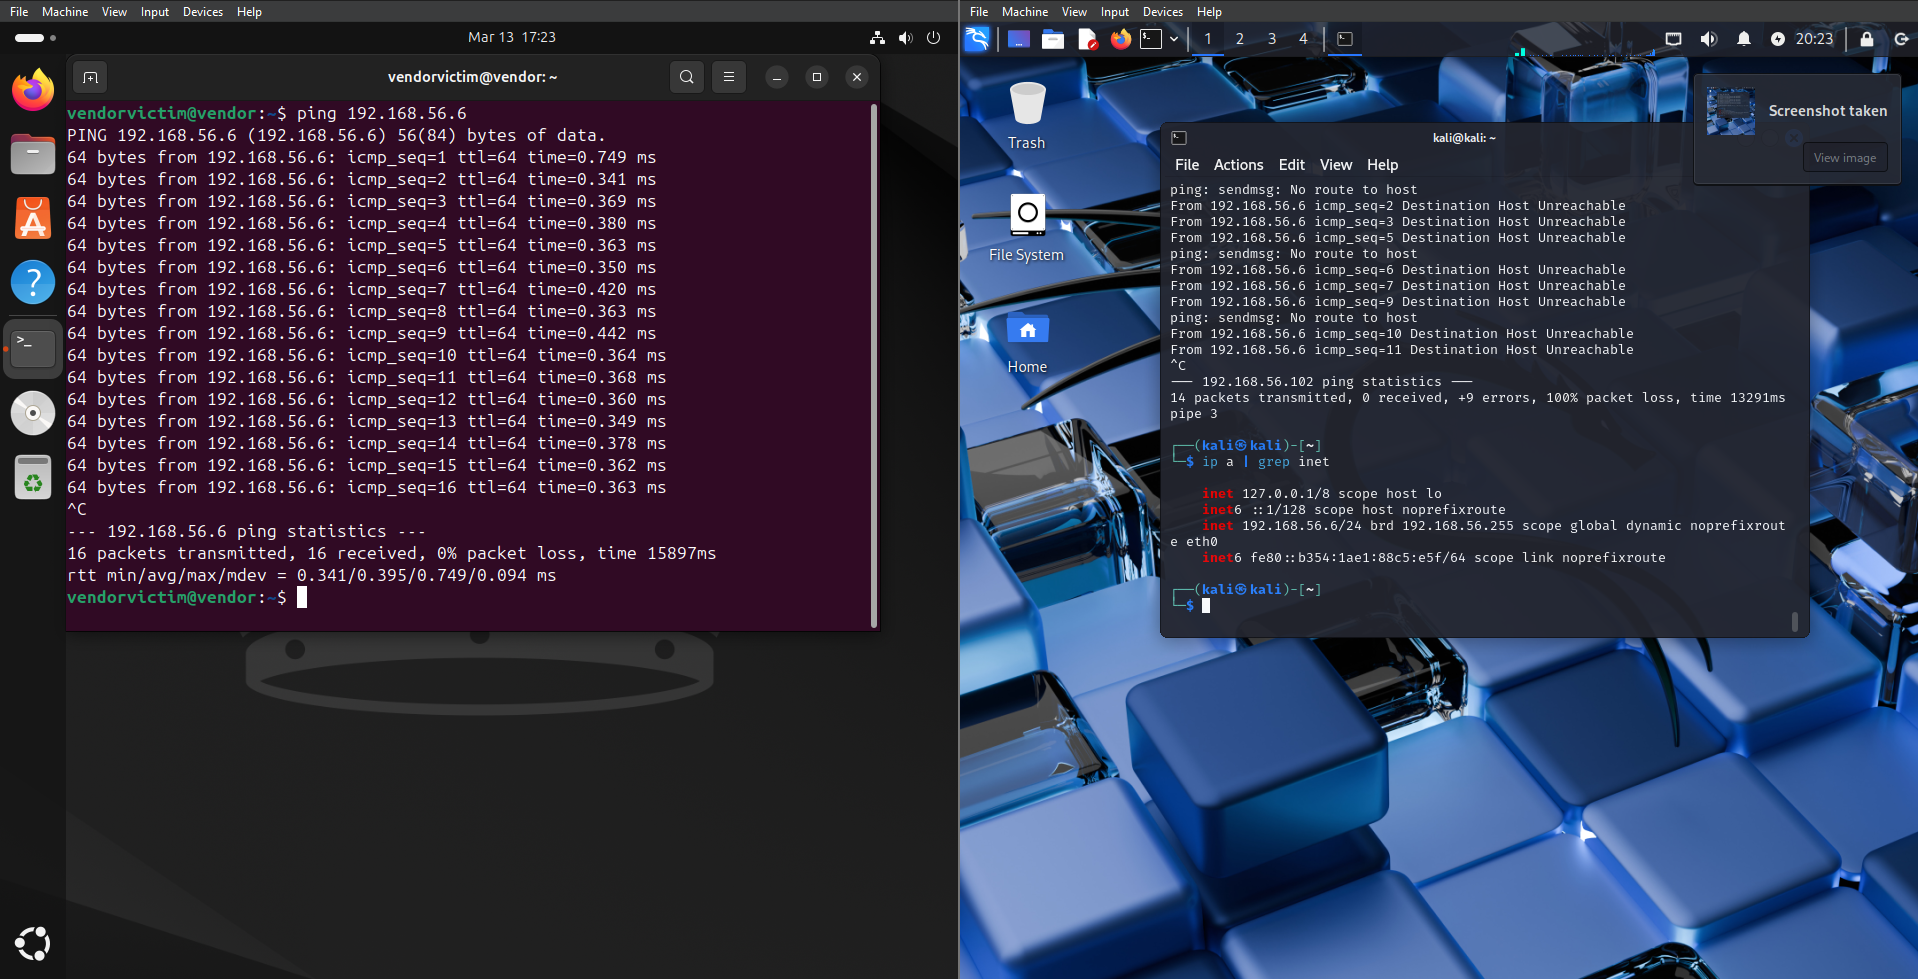 File Machine View Input Devices Help
Mar 13 17:23
vendorvictim@vendor: ~
vendorvictim@vendor:~$ ping 192.168.56.6
PING 192.168.56.6 (192.168.56.6) 56(84) bytes of data.
64 bytes from 192.168.56.6: icmp_seq=1 ttl=64 time=0.749 ms
64 bytes from 192.168.56.6: icmp_seq=2 ttl=64 time=0.341 ms
64 bytes from 192.168.56.6: icmp_seq=3 ttl=64 time=0.369 ms
64 bytes from 192.168.56.6: icmp_seq=4 ttl=64 time=0.380 ms
64 bytes from 192.168.56.6: icmp_seq=5 ttl=64 time=0.363 ms
64 bytes from 192.168.56.6: icmp_seq=6 ttl=64 time=0.350 ms
64 bytes from 192.168.56.6: icmp_seq=7 ttl=64 time=0.420 ms
64 bytes from 192.168.56.6: icmp_seq=8 ttl=64 time=0.363 ms
64 bytes from 192.168.56.6: icmp_seq=9 ttl=64 time=0.442 ms
64 bytes from 192.168.56.6: icmp_seq=10 ttl=64 time=0.364 ms
64 bytes from 192.168.56.6: icmp_seq=11 ttl=64 time=0.368 ms
64 bytes from 192.168.56.6: icmp_seq=12 ttl=64 time=0.360 ms
64 bytes from 192.168.56.6: icmp_seq=13 ttl=64 time=0.349 ms
64 bytes from 192.168.56.6: icmp_seq=14 ttl=64 time=0.378 ms
64 bytes from 192.168.56.6: icmp_seq=15 ttl=64 time=0.362 ms
64 bytes from 192.168.56.6: icmp_seq=16 ttl=64 time=0.363 ms
^C
--- 192.168.56.6 ping statistics ---
16 packets transmitted, 16 received, 0% packet loss, time 15897ms
rtt min/avg/max/mdev = 0.341/0.395/0.749/0.094 ms
vendorvictim@vendor:~$
File Machine View Input Devices Help
1 2 3 4
20:23
Screenshot taken
View image
Trash
File System
Home
kali@kali: ~
File Actions Edit View Help
ping: sendmsg: No route to host
From 192.168.56.6 icmp_seq=2 Destination Host Unreachable
From 192.168.56.6 icmp_seq=3 Destination Host Unreachable
From 192.168.56.6 icmp_seq=5 Destination Host Unreachable
ping: sendmsg: No route to host
From 192.168.56.6 icmp_seq=6 Destination Host Unreachable
From 192.168.56.6 icmp_seq=7 Destination Host Unreachable
From 192.168.56.6 icmp_seq=9 Destination Host Unreachable
ping: sendmsg: No route to host
From 192.168.56.6 icmp_seq=10 Destination Host Unreachable
From 192.168.56.6 icmp_seq=11 Destination Host Unreachable
^C
--- 192.168.56.102 ping statistics ---
14 packets transmitted, 0 received, +9 errors, 100% packet loss, time 13291ms
pipe 3
┌──(kali㉿kali)-[~]
└─$ ip a | grep inet
inet 127.0.0.1/8 scope host lo
inet6 ::1/128 scope host noprefixroute
inet 192.168.56.6/24 brd 192.168.56.255 scope global dynamic noprefixrout
e eth0
inet6 fe80::b354:1ae1:88c5:e5f/64 scope link noprefixroute
┌──(kali㉿kali)-[~]
└─$